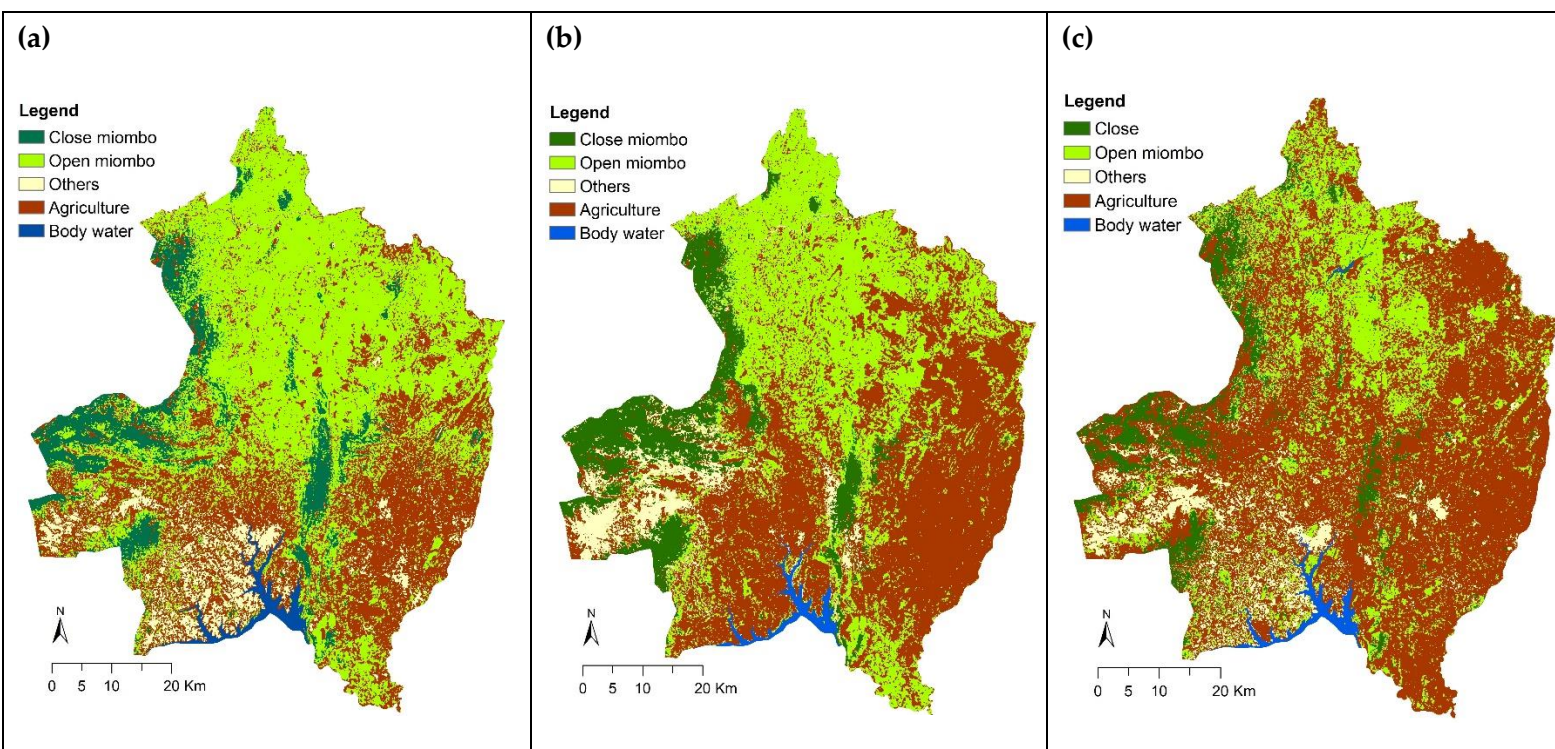 (a)
Legend
Close miombo
Open miombo
Others
Agriculture
Body water
N
0 5 10 20 Km
(b)
Legend
Close miombo
Open miombo
Others
Agriculture
Body water
N
0 5 10 20 Km
(c)
Legend
Close
Open miombo
Others
Agriculture
Body water
N
0 5 10 20 Km